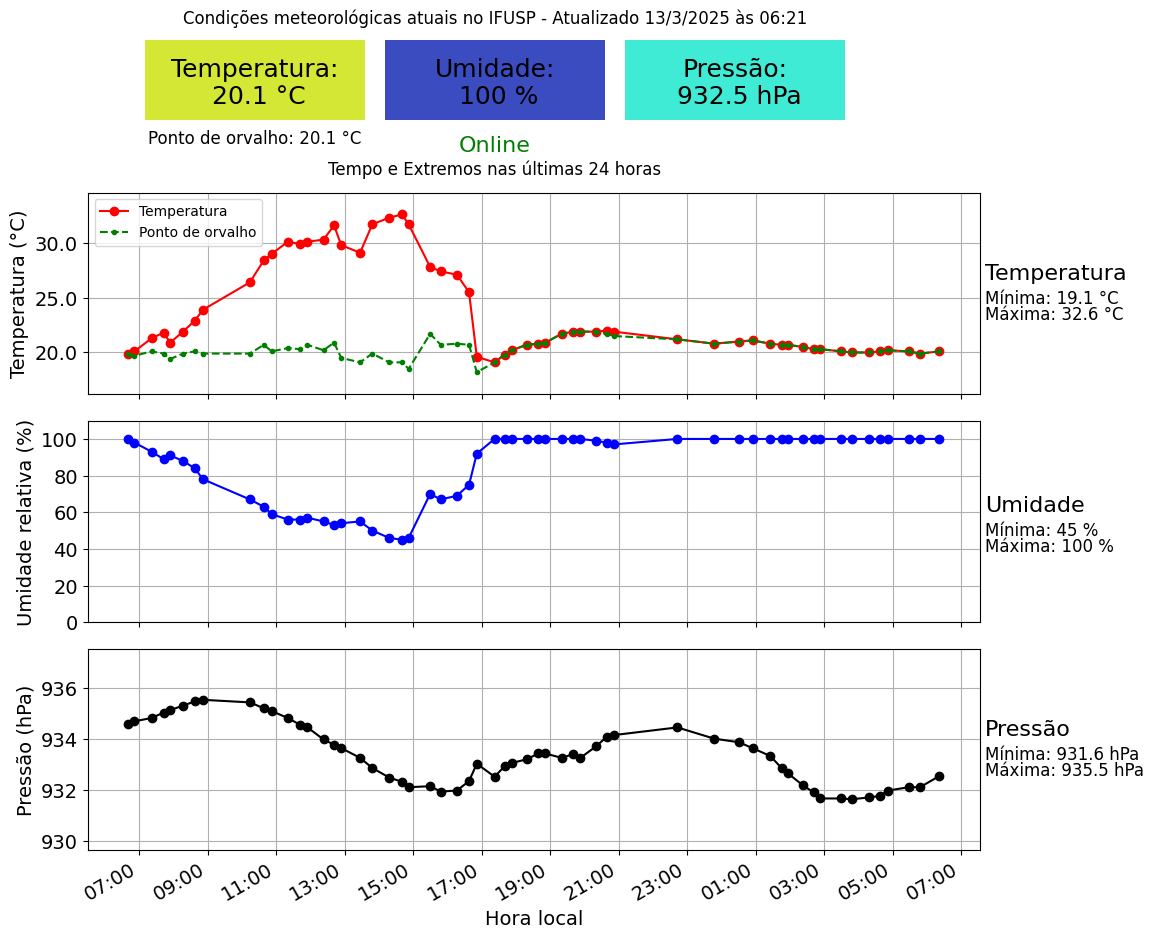 Condições meteorológicas atuais no IFUSP - Atualizado 13/3/2025 às 06:21
Temperatura:
20.1 °C
Umidade:
100 %
Pressão:
932.5 hPa
Ponto de orvalho: 20.1 °C
Online
Tempo e Extremos nas últimas 24 horas
Temperatura (°C)
30.0
25.0
20.0
Temperatura
Ponto de orvalho
Temperatura
Mínima: 19.1 °C
Máxima: 32.6 °C
Umidade relativa (%)
100
80
60
40
20
0
Umidade
Mínima: 45 %
Máxima: 100 %
Pressão (hPa)
936
934
932
930
Pressão
Mínima: 931.6 hPa
Máxima: 935.5 hPa
07:00 09:00 11:00 13:00 15:00 17:00 19:00 21:00 23:00 01:00 03:00 05:00 07:00
Hora local